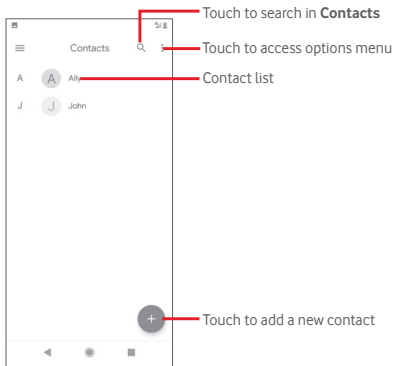 Touch to search in Contacts
Contacts
Touch to access options menu
A A Ally
Contact list
J J John
+
Touch to add a new contact